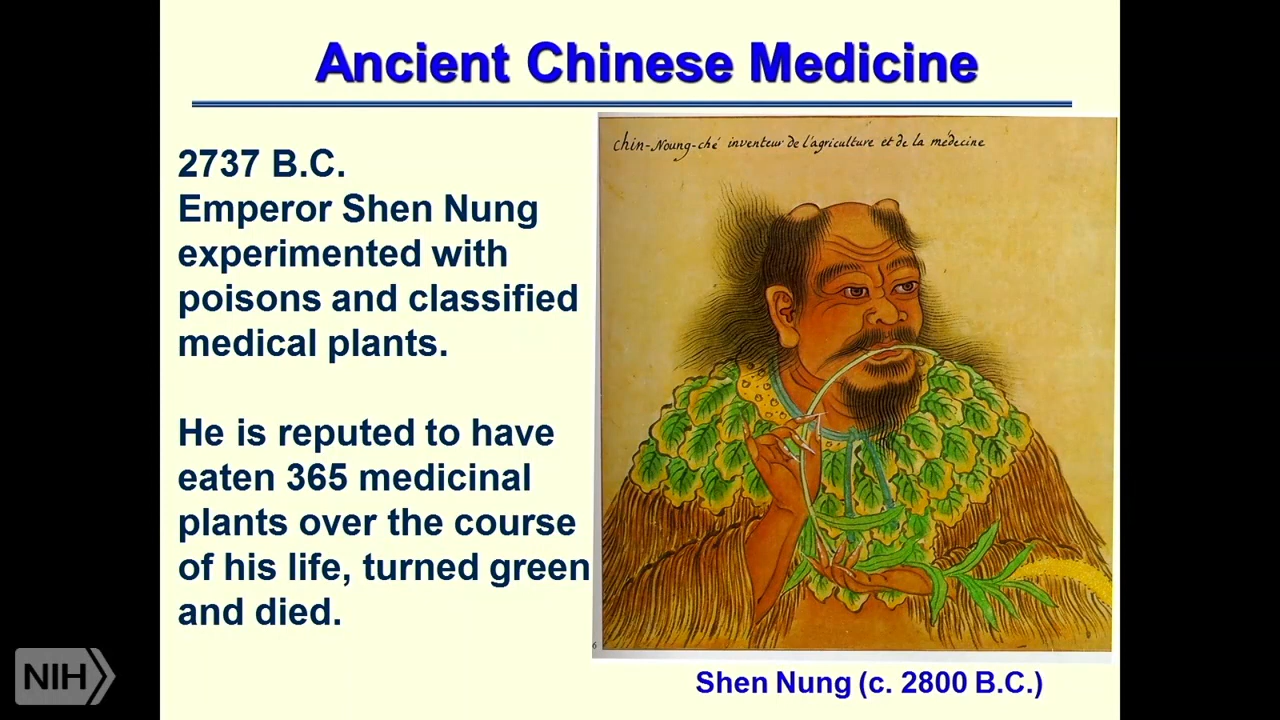 Ancient Chinese Medicine
2737 B.C.
Emperor Shen Nung
experimented with
poisons and classified
medical plants.
He is reputed to have
eaten 365 medicinal
plants over the course
of his life, turned green
and died.
chin-Noung-ché inventeur de l'agriculture et de la médecine
6
Shen Nung (c. 2800 B.C.)
NIH